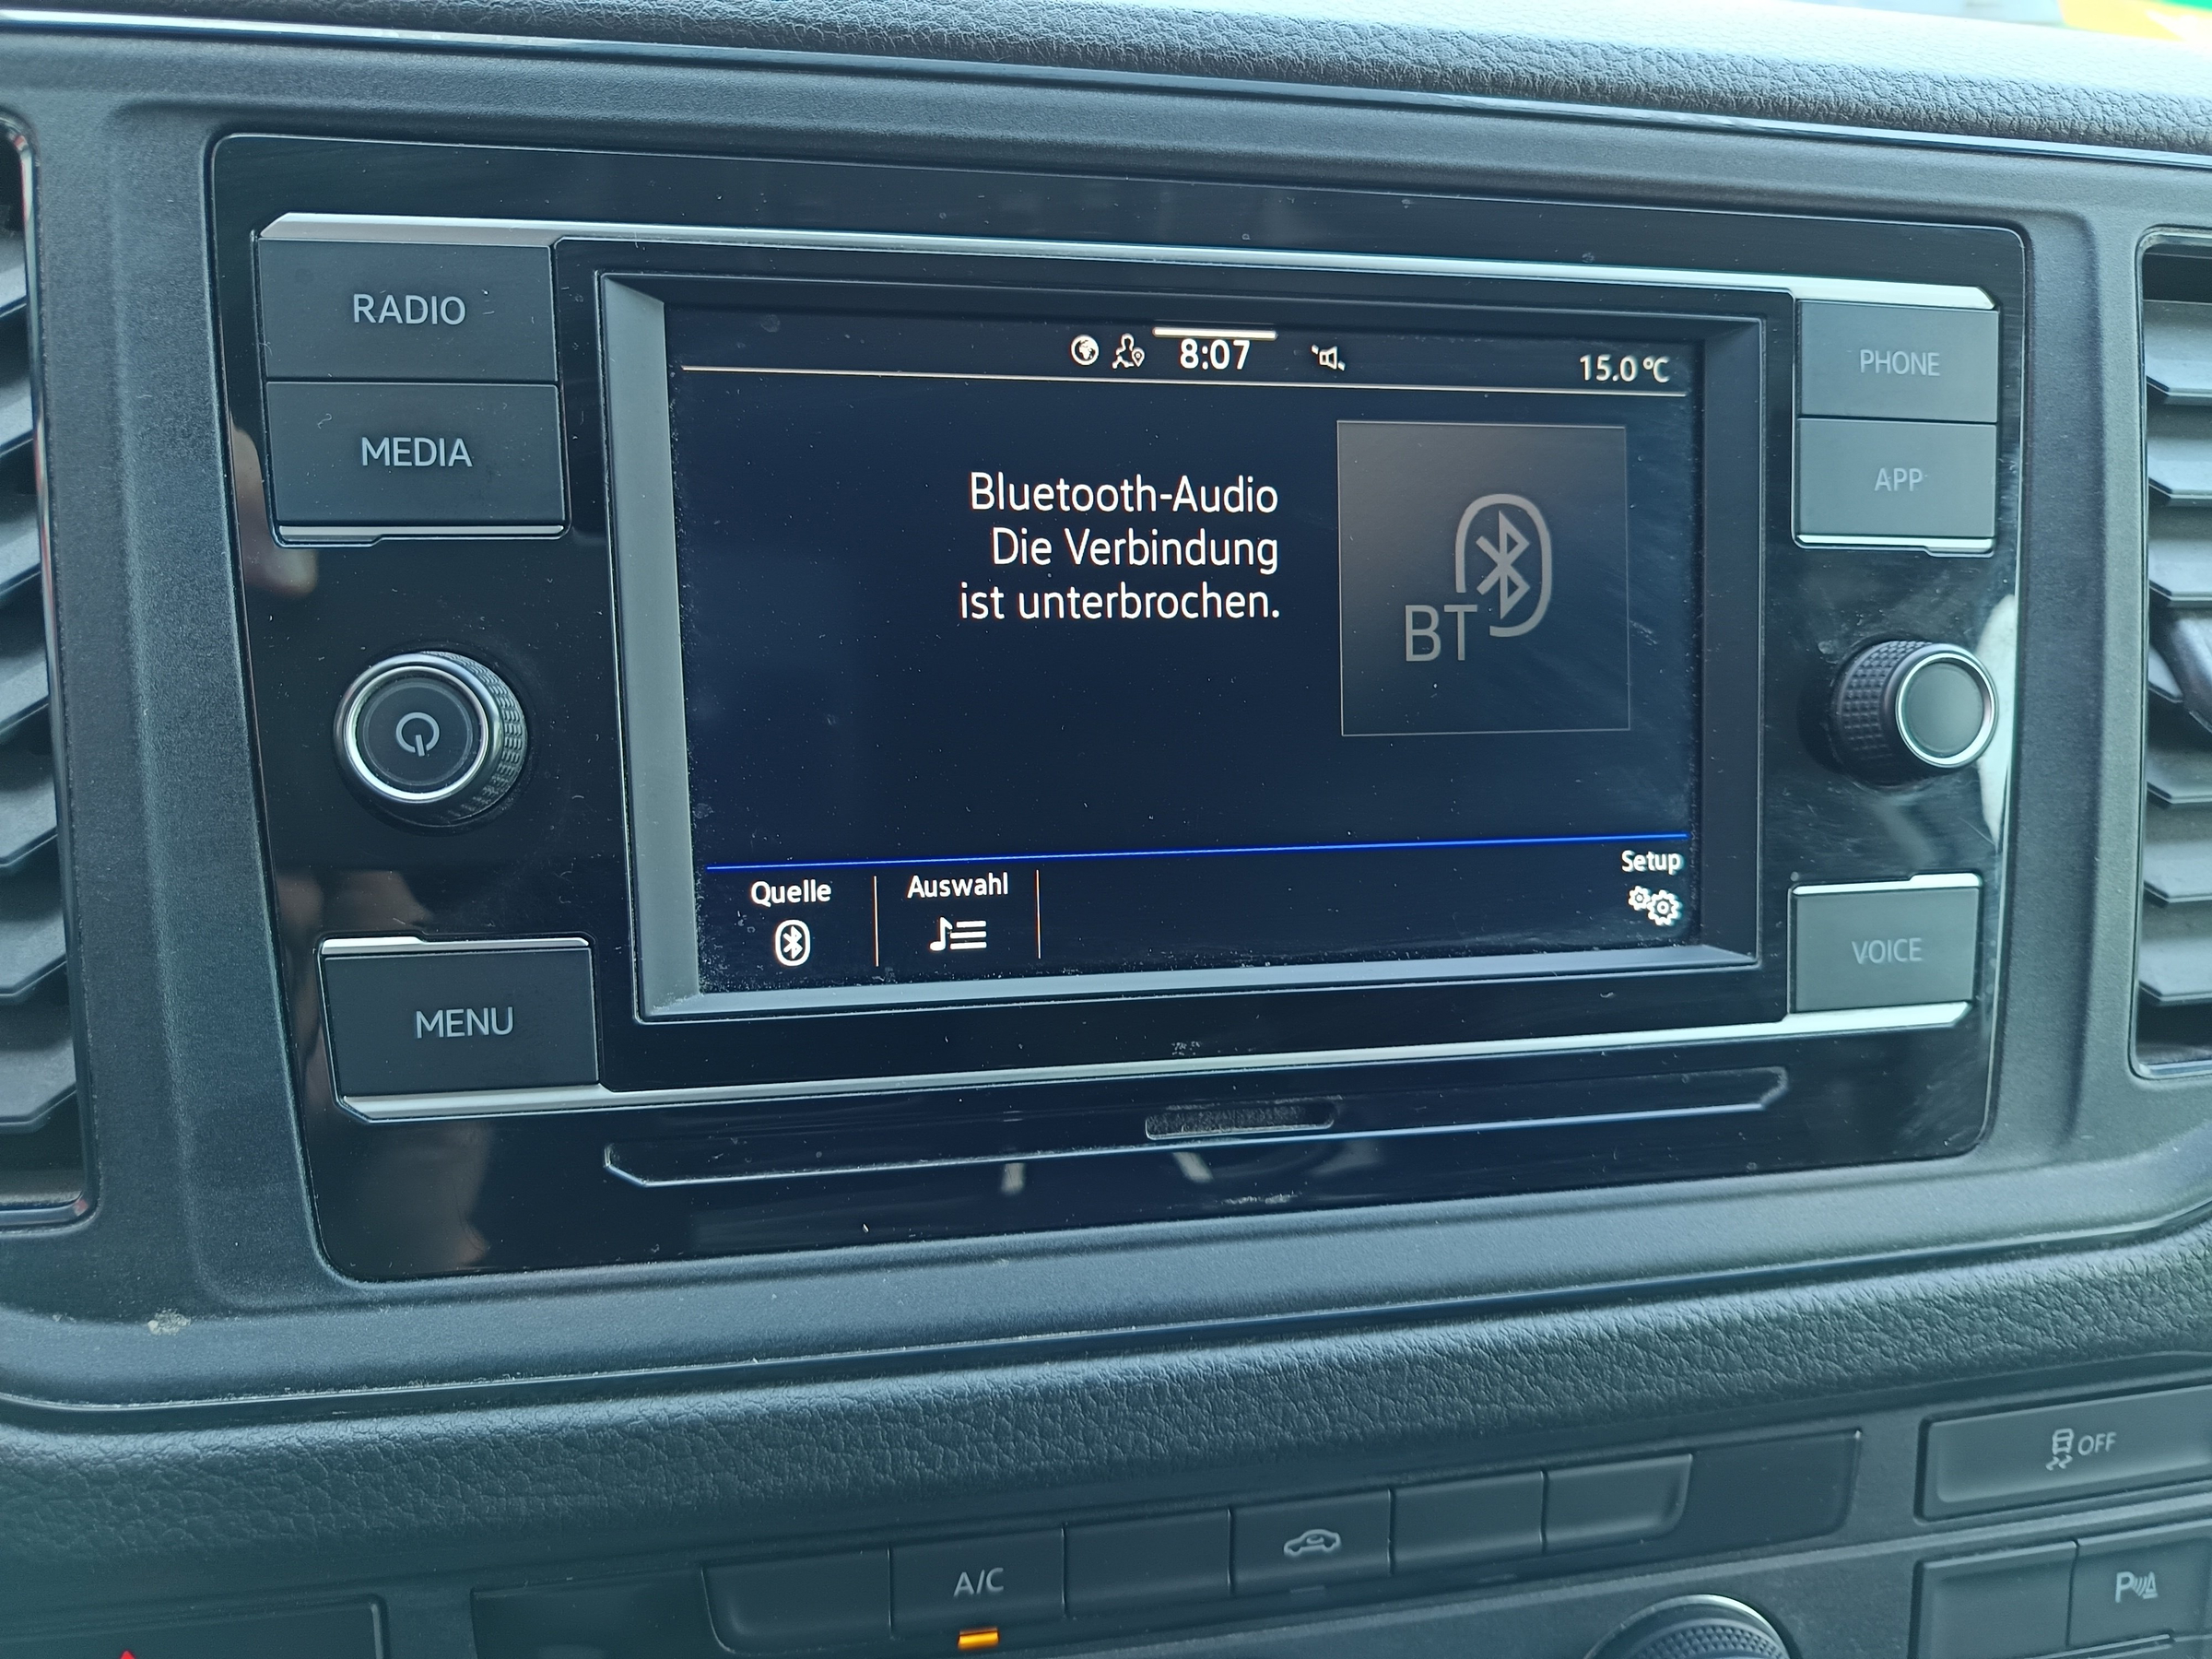 RADIO
MEDIA
8:07
15.0 °C
PHONE
APP
Bluetooth-Audio
Die Verbindung
ist unterbrochen.
BT
Quelle
Auswahl
Setup
MENU
VOICE
OFF
A/C
P